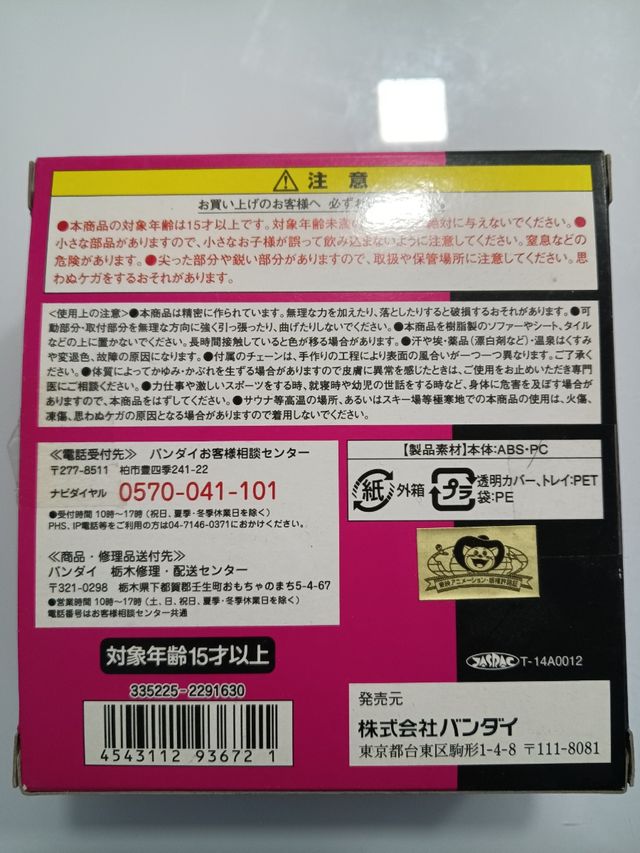 注意
お買い上げのお客様へ 必ずお
●本商品の対象年齢は15才以上です。対象年齢未満 絶対に与えないでください。●
小さな部品がありますので、小さなお子様が誤って飲み込まないように注意してください。窒息などの
危険があります。●尖った部分や鋭い部分がありますので、取扱や保管場所に注意してください。思
わぬケガをするおそれがあります。
<使用上の注意>●本商品は精密に作られています。無理な力を加えたり、落としたりすると破損するおそれがあります。●可
動部分・取付部分を無理な方向に強く引っ張ったり、曲げたりしないでください。●本商品を樹脂製のソファーやシート、タイル
などの上に置かないでください。長時間接触していると色が移る場合があります。●汗や埃・薬品(漂白剤など)・温泉はくすみ
や変退色、故障の原因になります。●付属のチェーンは、手作りの工程により表面の風合いが一つ一つ異なります。ご了承く
ださい。●体質によってかゆみ・かぶれを生ずる場合がありますので皮膚に異常を感じたときは、ご使用をお止めいただき専門
医にご相談ください。●力仕事や激しいスポーツをする時、就寝時や幼児の世話をする時など、身体に危害を及ぼす場合が
ありますので、本商品をはずしてください。●サウナ等高温の場所、あるいはスキー場等極寒地での本商品の使用は、火傷、
凍傷、思わぬケガの原因となる場合がありますので着用しないでください。
≪電話受付先≫ バンダイお客様相談センター
〒277-8511 柏市豊四季241-22
ナビダイヤル 0570-041-101
●受付時間 10時〜17時(祝日、夏季・冬季休業日を除く)
PHS、IP電話等をご利用の方は04-7146-0371におかけください。
≪商品・修理品送付先≫
バンダイ 栃木修理・配送センター
〒321-0298 栃木県下都賀郡壬生町おもちゃのまち5-4-67
●営業時間 10時〜17時(土、日、祝日、夏季・冬季休業日を除く)
電話番号はお客様相談センター共通
【製品素材】本体:ABS・PC
紙 外箱
プラ 透明カバー、トレイ:PET
袋:PE
東映アニメーション・版権許諾証
対象年齢15才以上
335225-2291630
4543112 936721
JASRAC T-14A0012
発売元
株式会社バンダイ
東京都台東区駒形1-4-8 〒111-8081